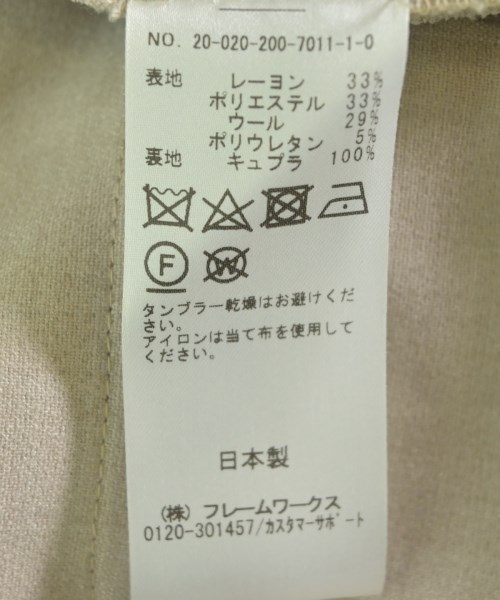 NO. 20-020-200-7011-1-0
表地 レーヨン 33%
ポリエステル 33%
ウール 29%
ポリウレタン 5%
裏地 キュプラ 100%
F W
タンブラー乾燥はお避けくだ
さい。
アイロンは当て布を使用して
ください。
日本製
(株) フレームワークス
0120-301457/カスタマーサポート